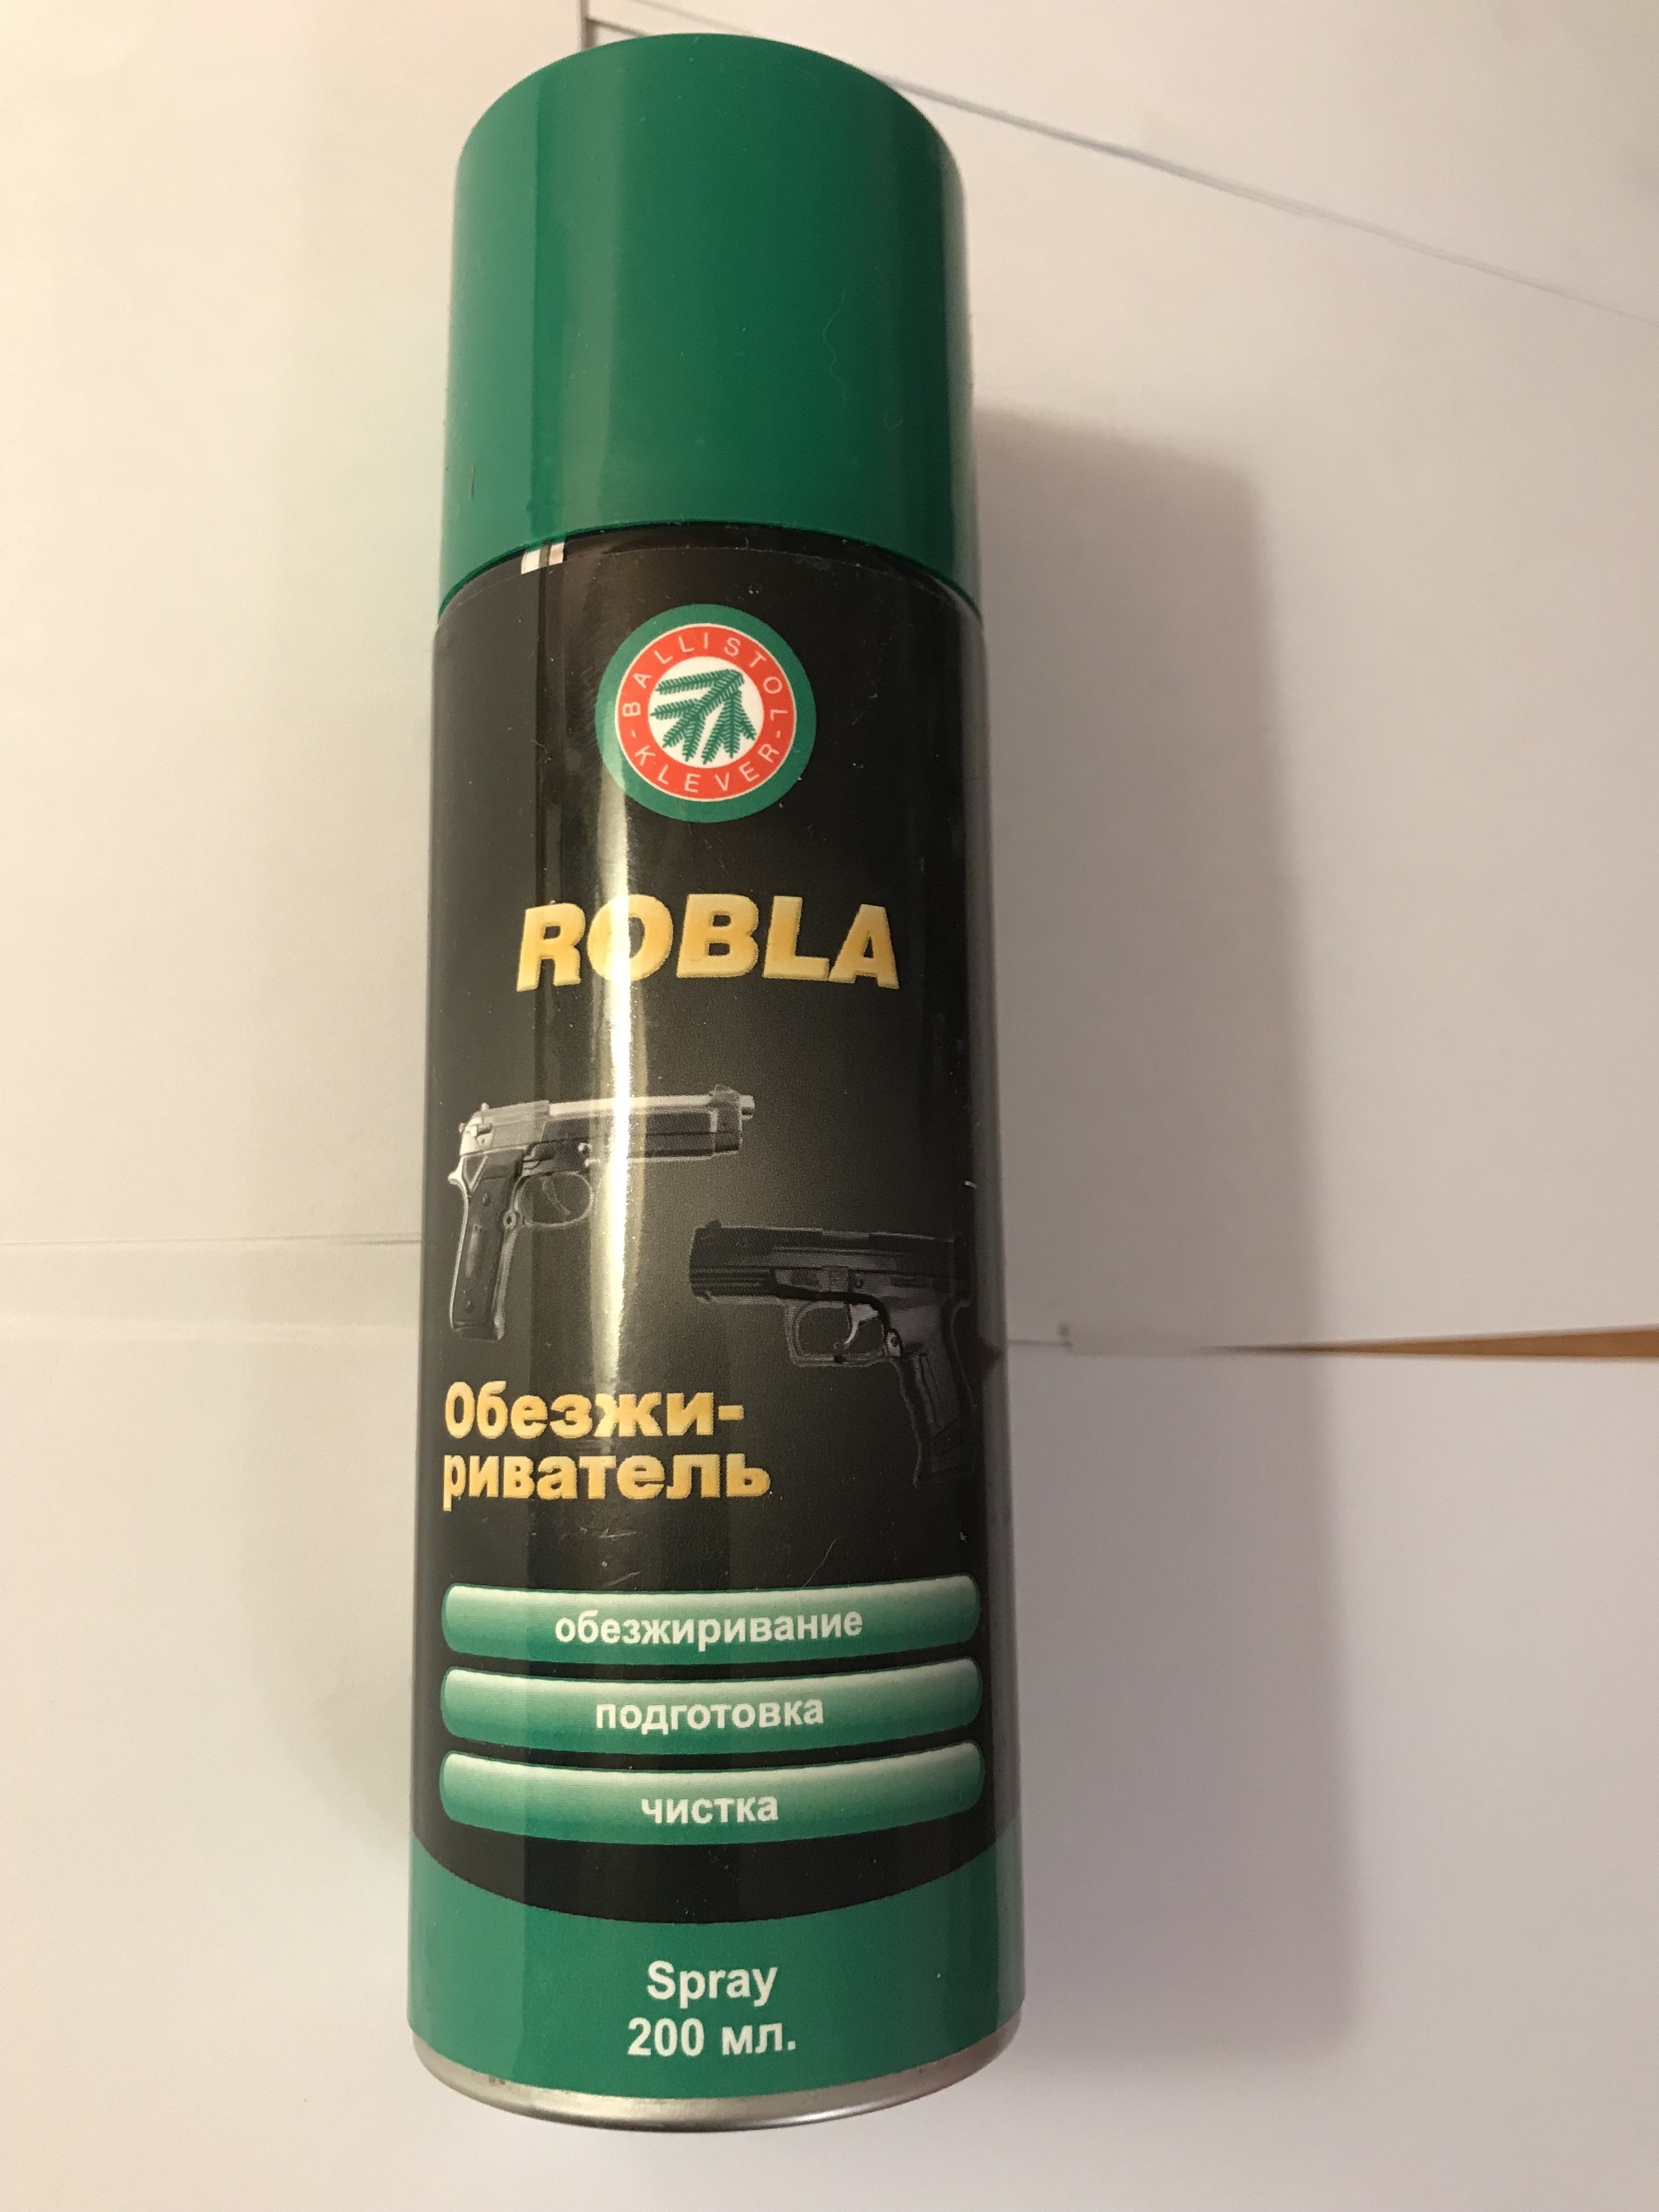 BALLISTOL
-KLEVER-
ROBLA
Обезжи-
риватель
обезжиривание
подготовка
чистка
Spray
200 мл.